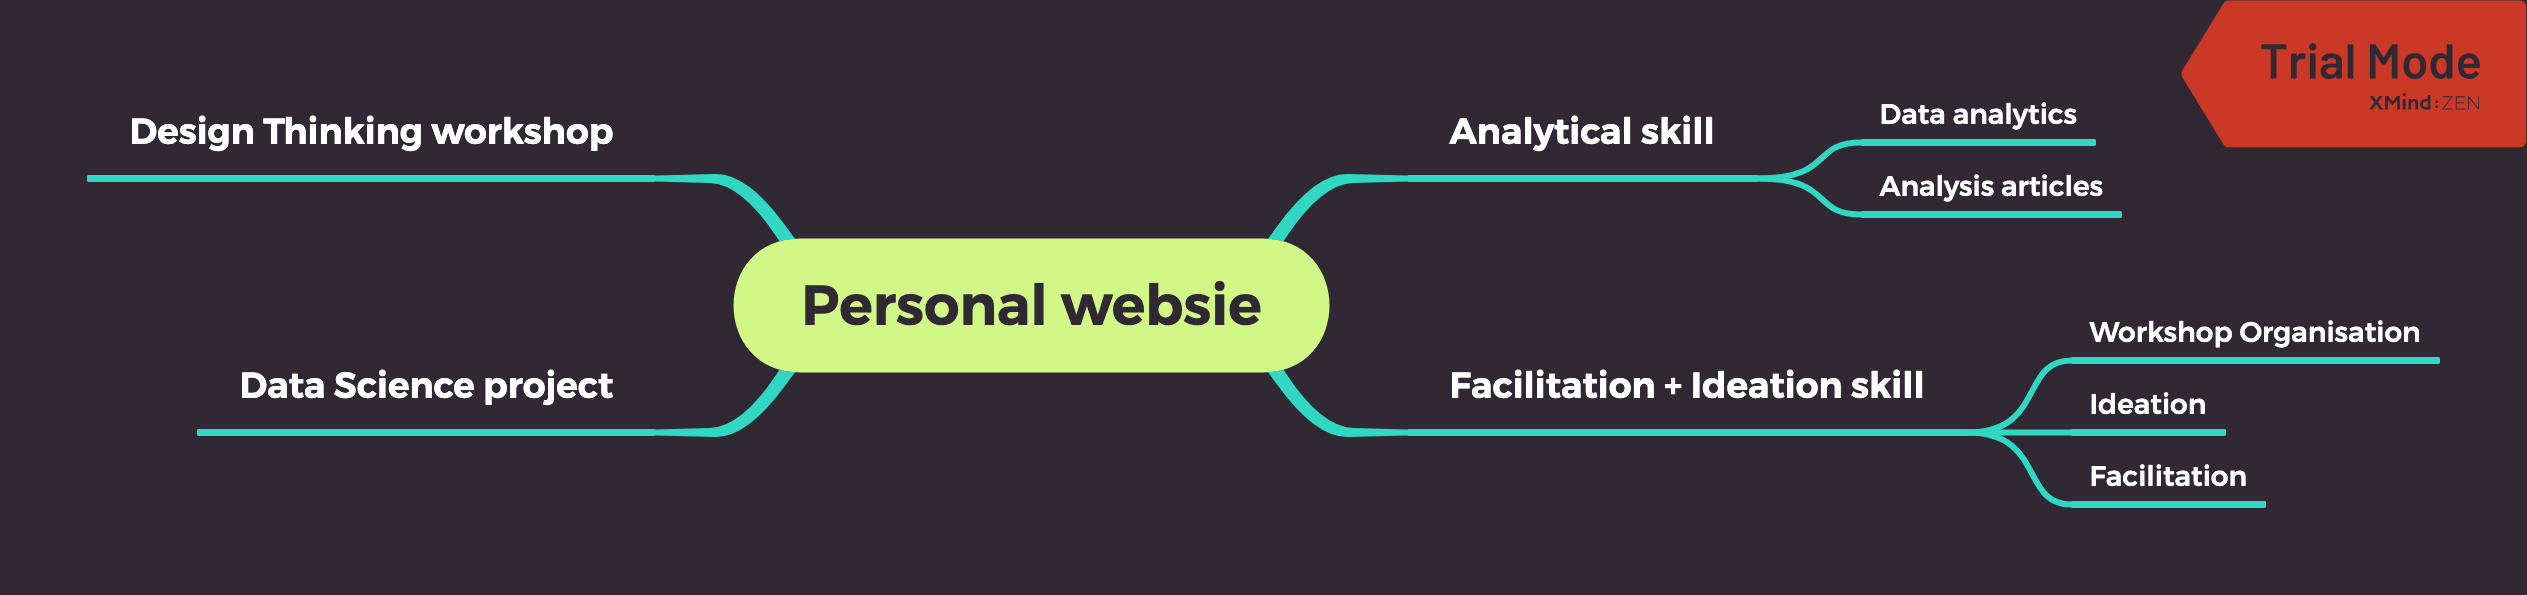 Trial Mode
XMind:ZEN
Design Thinking workshop
Analytical skill
Data analytics
Analysis articles
Personal websie
Data Science project
Facilitation + Ideation skill
Workshop Organisation
Ideation
Facilitation